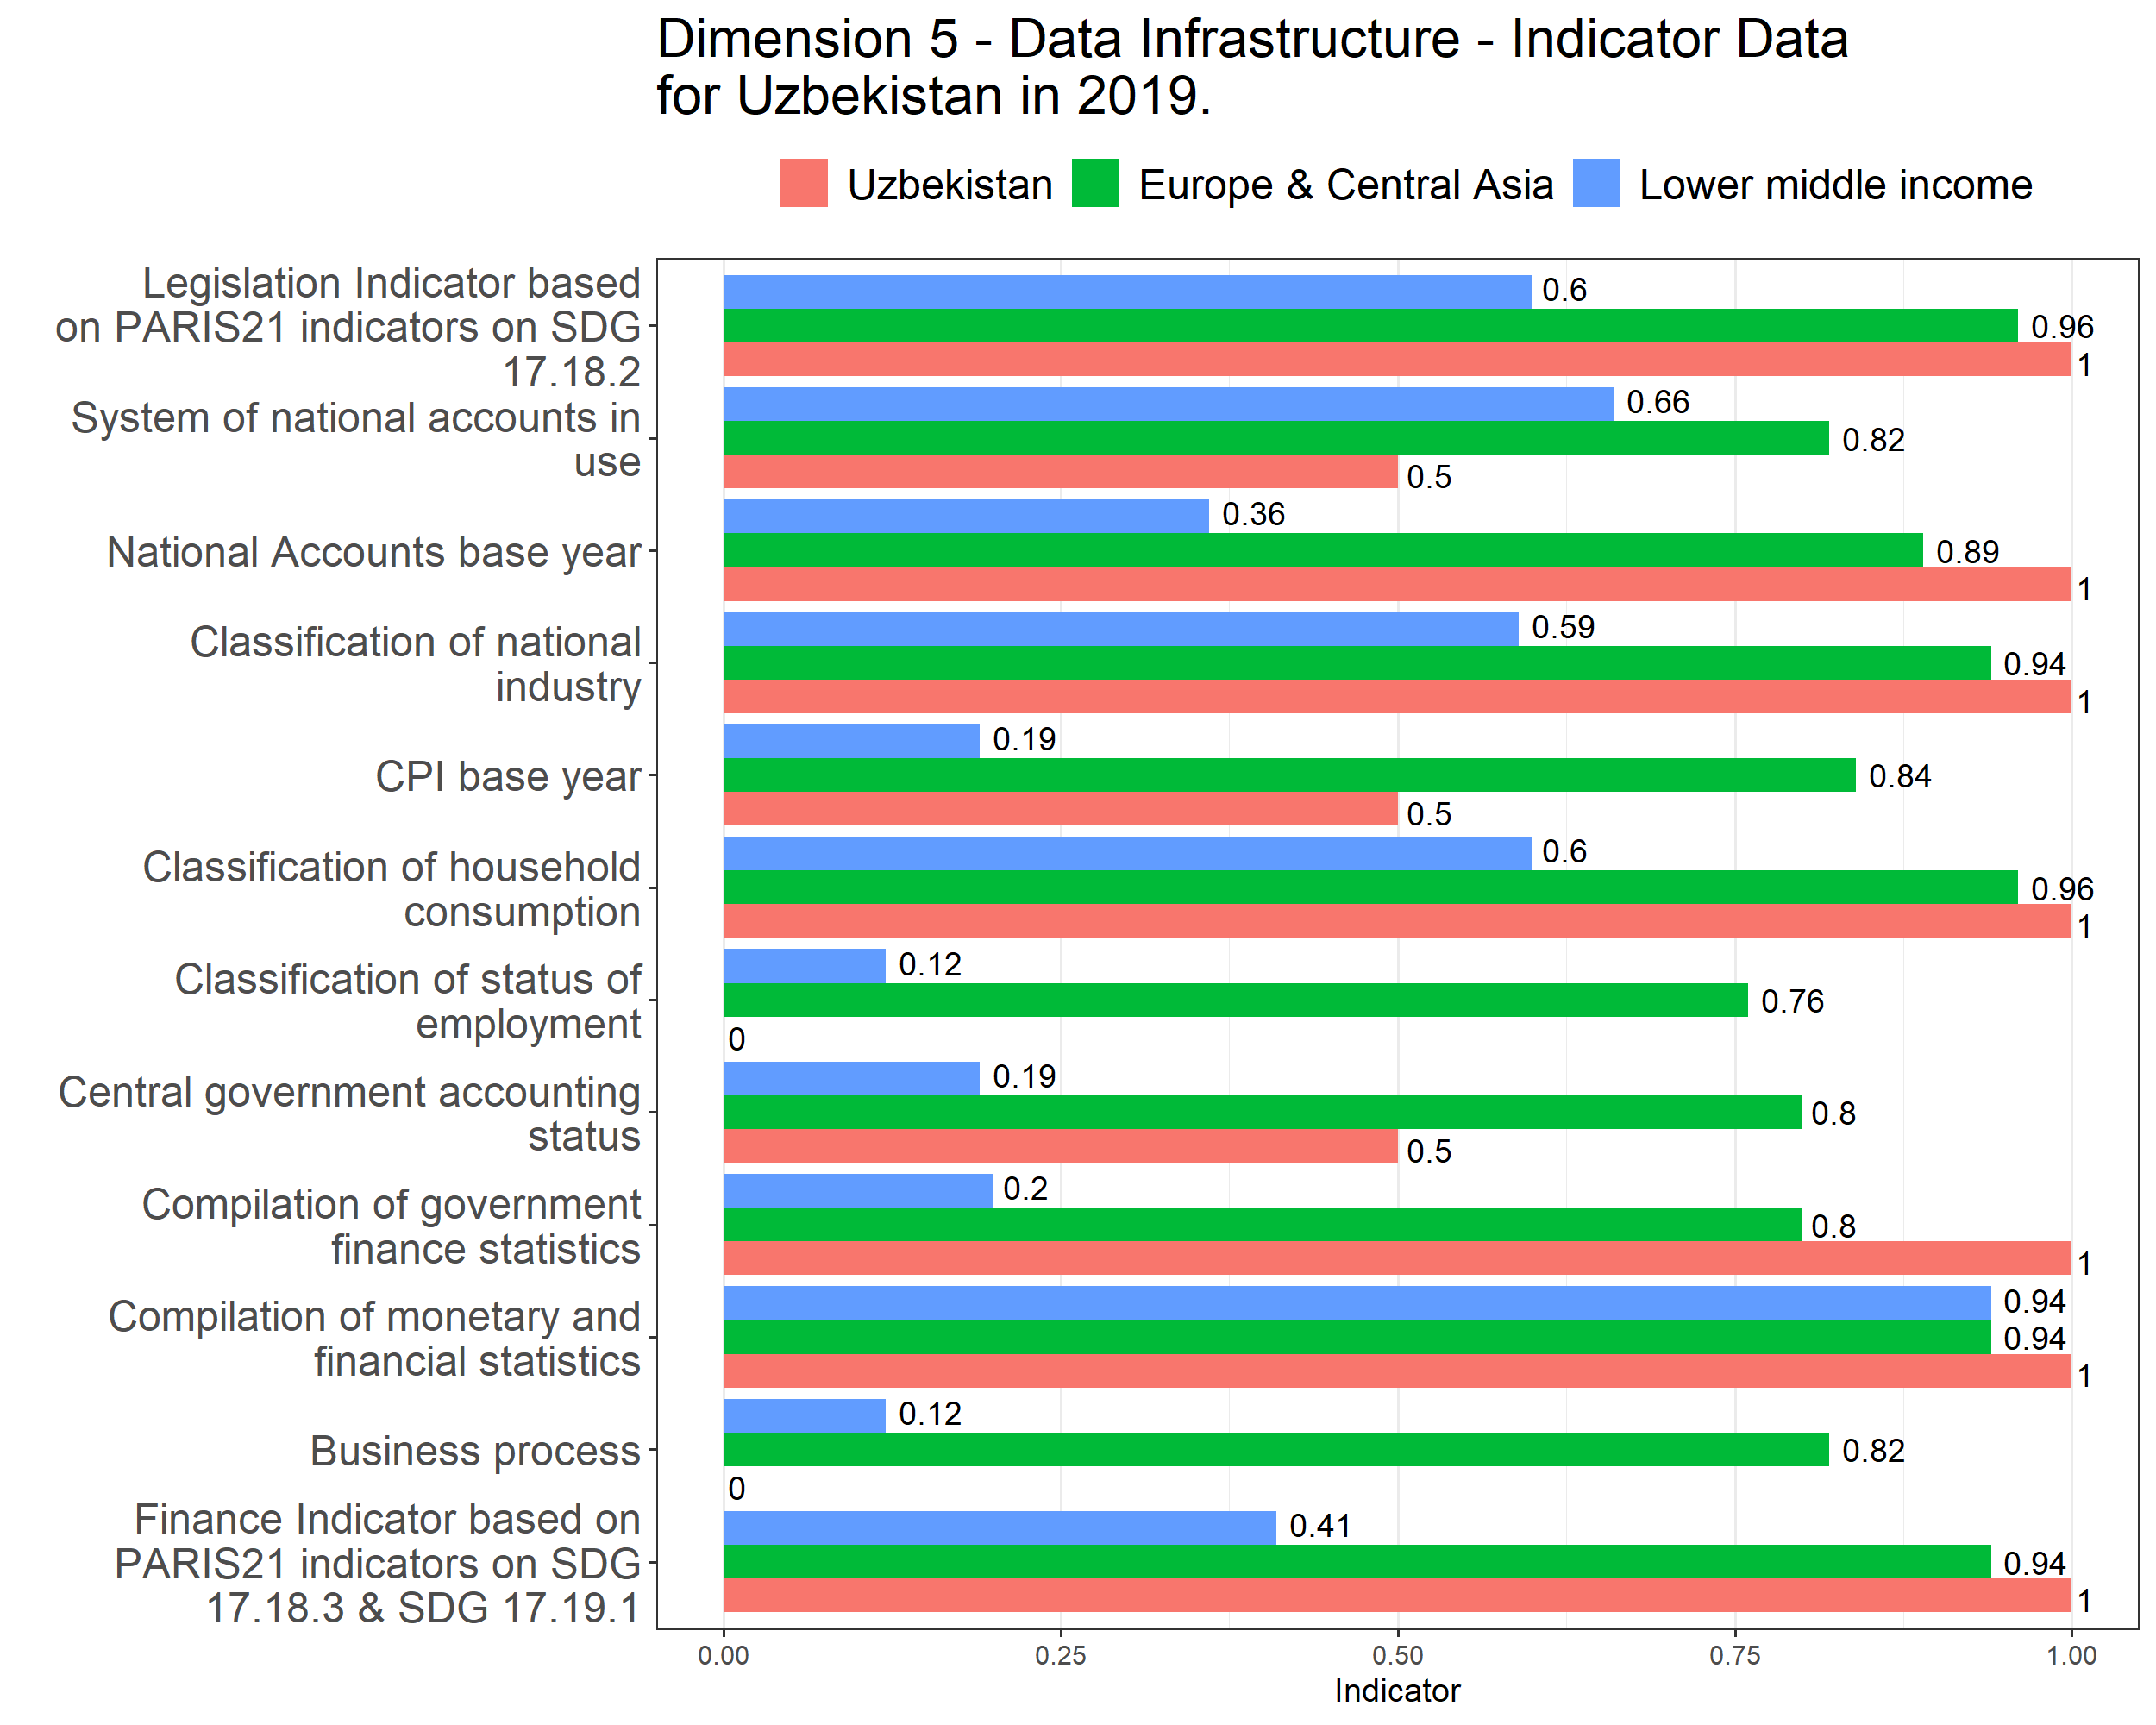 Dimension 5 - Data Infrastructure - Indicator Data
for Uzbekistan in 2019.
Uzbekistan
Europe & Central Asia
Lower middle income
Legislation Indicator based
on PARIS21 indicators on SDG
17.18.2
0.6
0.96
1
System of national accounts in
use
0.66
0.82
0.5
National Accounts base year
0.36
0.89
1
Classification of national
industry
0.59
0.94
1
CPI base year
0.19
0.84
0.5
Classification of household
consumption
0.6
0.96
1
Classification of status of
employment
0.12
0.76
0
Central government accounting
status
0.19
0.8
0.5
Compilation of government
finance statistics
0.2
0.8
1
Compilation of monetary and
financial statistics
0.94
0.94
1
Business process
0.12
0.82
0
Finance Indicator based on
PARIS21 indicators on SDG
17.18.3 & SDG 17.19.1
0.41
0.94
1
0.00
0.25
0.50
0.75
1.00
Indicator